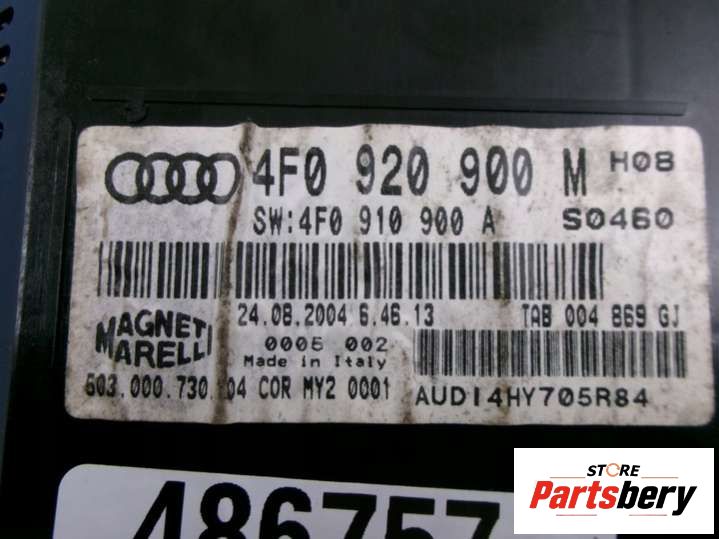 4F0 920 900 M H08
SW:4F0 910 900 A S0460
24.08.2004 6.46.13 TAB 004 869 GJ
MAGNETI
MARELLI
0005 002
Made in Italy
503.000.730. 04 COR MY2 0001
AUDI4HY705R84
486757
STORE
Partsbery